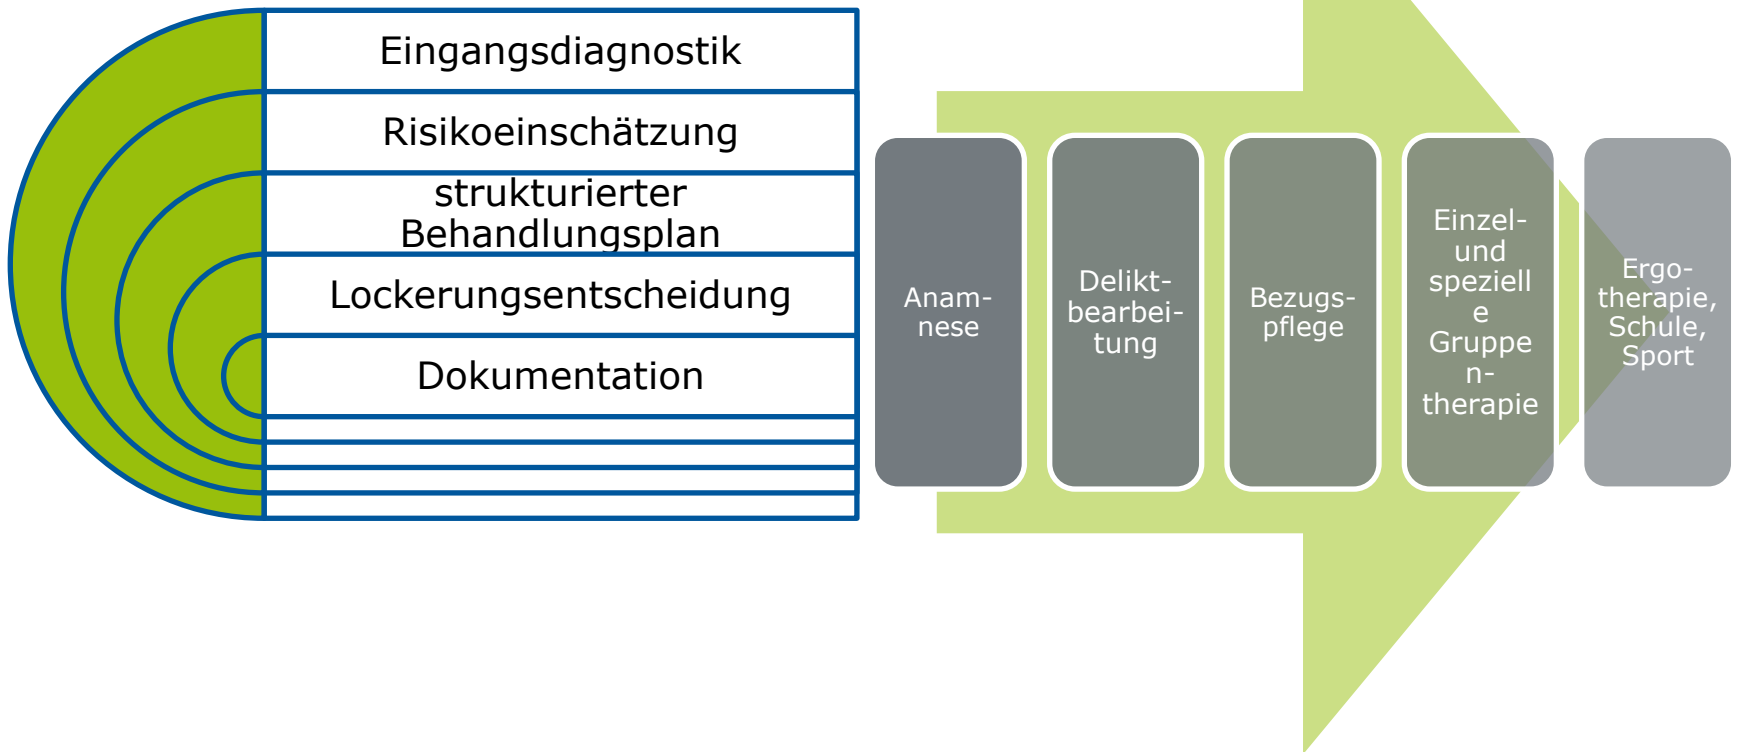 Eingangsdiagnostik
Risikoeinschätzung
strukturierter
Behandlungsplan
Lockerungsentscheidung
Dokumentation
Anam-
nese
Delikt-
bearbei-
tung
Bezugs-
pflege
Einzel-
und
speziell
e
Gruppe
n-
therapie
Ergo-
therapie,
Schule,
Sport